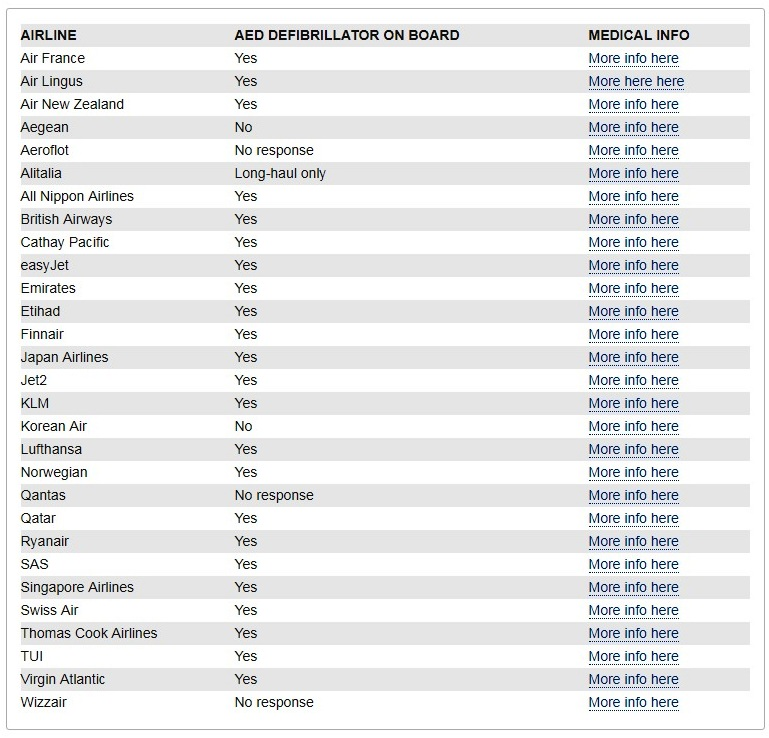 AIRLINE AED DEFIBRILLATOR ON BOARD MEDICAL INFO
Air France Yes More info here
Air Lingus Yes More here here
Air New Zealand Yes More info here
Aegean No More info here
Aeroflot No response More info here
Alitalia Long-haul only More info here
All Nippon Airlines Yes More info here
British Airways Yes More info here
Cathay Pacific Yes More info here
easyJet Yes More info here
Emirates Yes More info here
Etihad Yes More info here
Finnair Yes More info here
Japan Airlines Yes More info here
Jet2 Yes More info here
KLM Yes More info here
Korean Air No More info here
Lufthansa Yes More info here
Norwegian Yes More info here
Qantas No response More info here
Qatar Yes More info here
Ryanair Yes More info here
SAS Yes More info here
Singapore Airlines Yes More info here
Swiss Air Yes More info here
Thomas Cook Airlines Yes More info here
TUI Yes More info here
Virgin Atlantic Yes More info here
Wizzair No response More info here